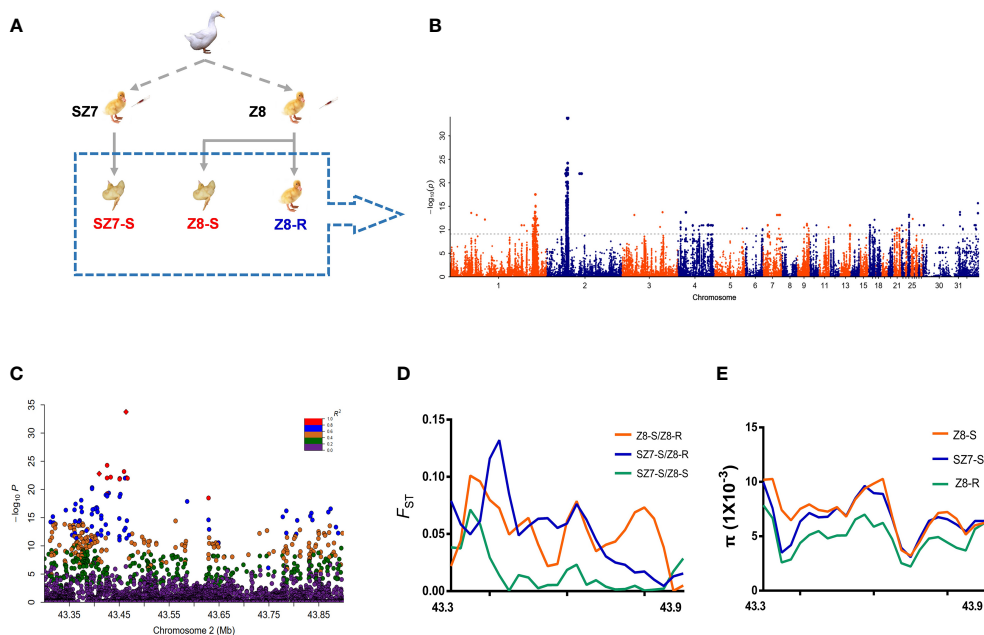 A
SZ7
Z8
SZ7-S
Z8-S
Z8-R
B
−log10(p)
30
25
20
15
10
5
0
1
2
3
4
5
6
7
8
9
11
13
15
18
21
25
30
31
Chromosome
C
−log10 P
35
30
25
20
15
10
5
0
R²
1.0
0.8
0.6
0.4
0.2
0.0
43.35
43.45
43.55
43.65
43.75
43.85
Chromosome 2 (Mb)
D
FST
0.15
0.10
0.05
0.00
Z8-S/Z8-R
SZ7-S/Z8-R
SZ7-S/Z8-S
43.3
43.9
E
π (1X10⁻³)
15
10
5
0
Z8-S
SZ7-S
Z8-R
43.3
43.9